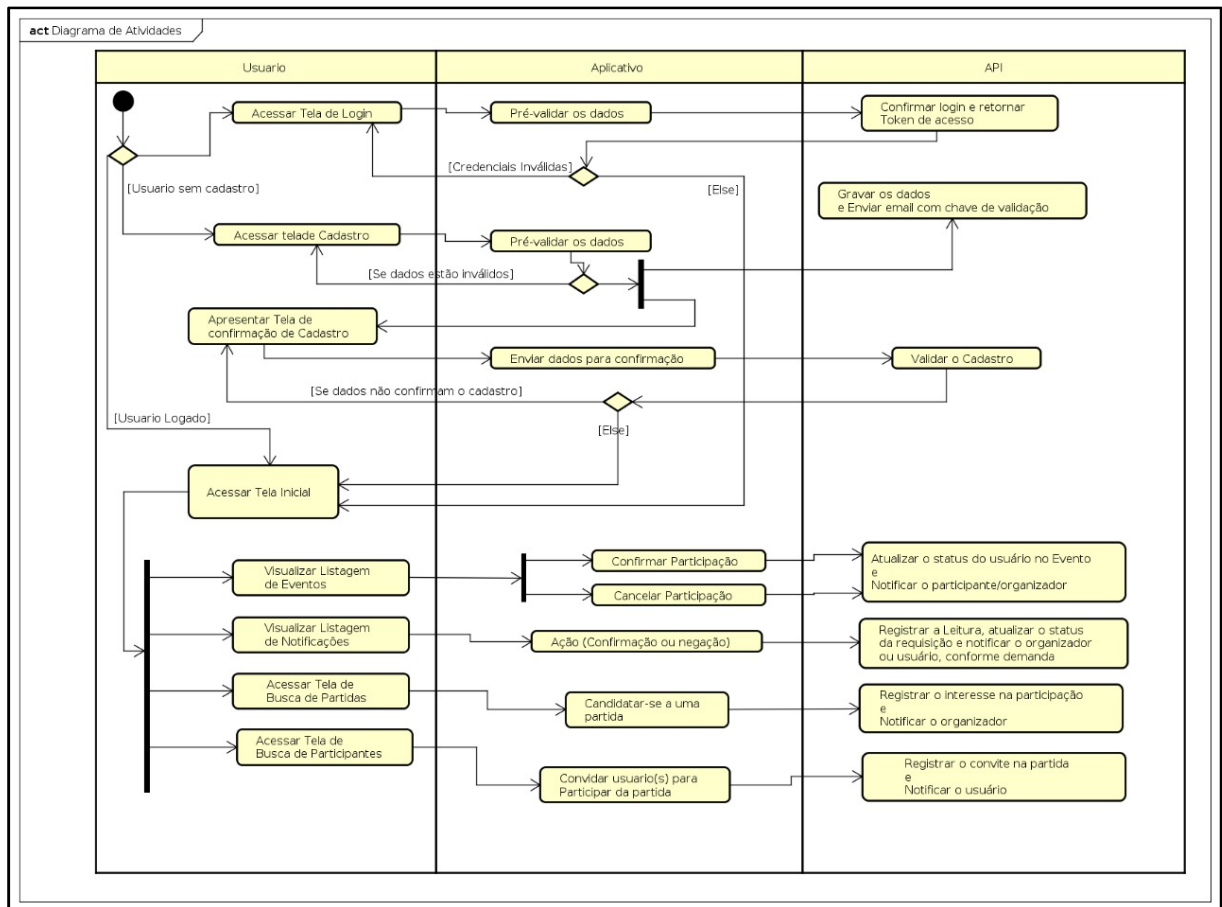 act Diagrama de Atividades
Usuario
Aplicativo
API
Acessar Tela de Login
Pré-validar os dados
Confirmar login e retornar
Token de acesso
[Credenciais Inválidas]
[Usuario sem cadastro]
[Else]
Gravar os dados
e Enviar email com chave de validação
Acessar telade Cadastro
Pré-validar os dados
[Se dados estão inválidos]
Apresentar Tela de
confirmação de Cadastro
Enviar dados para confirmação
Validar o Cadastro
[Se dados não confirmam o cadastro]
[Usuario Logado]
[Else]
Acessar Tela Inicial
Visualizar Listagem
de Eventos
Confirmar Participação
Cancelar Participação
Atualizar o status do usuário no Evento
e
Notificar o participante/organizador
Visualizar Listagem
de Notificações
Ação (Confirmação ou negação)
Registrar a Leitura, atualizar o status
da requisição e notificar o organizador
ou usuário, conforme demanda
Acessar Tela de
Busca de Partidas
Candidatar-se a uma
partida
Registrar o interesse na participação
e
Notificar o organizador
Acessar Tela de
Busca de Participantes
Convidar usuario(s) para
Participar da partida
Registrar o convite na partida
e
Notificar o usuário